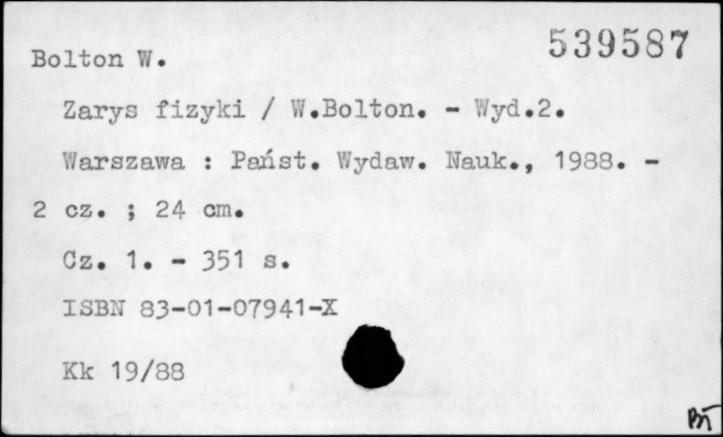 539587
Bolton W.
Zarys fizyki / W.Bolton. - Wyd.2.
Warszawa : Państ. Wydaw. Nauk., 1988. -
2 cz. ; 24 cm.
Cz. 1. - 351 s.
ISBN 83-01-07941-X
Kk 19/88